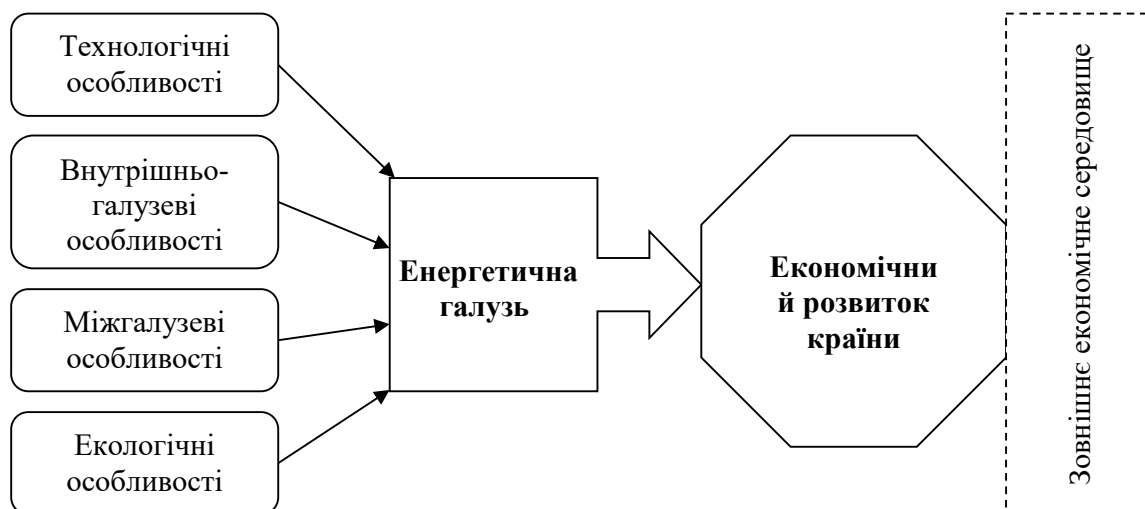 Технологічні
особливості
Внутрішньо-
галузеві
особливості
Міжгалузеві
особливості
Екологічні
особливості
Енергетична
галузь
Економічни
й розвиток
країни
Зовнішнє економічне середовище